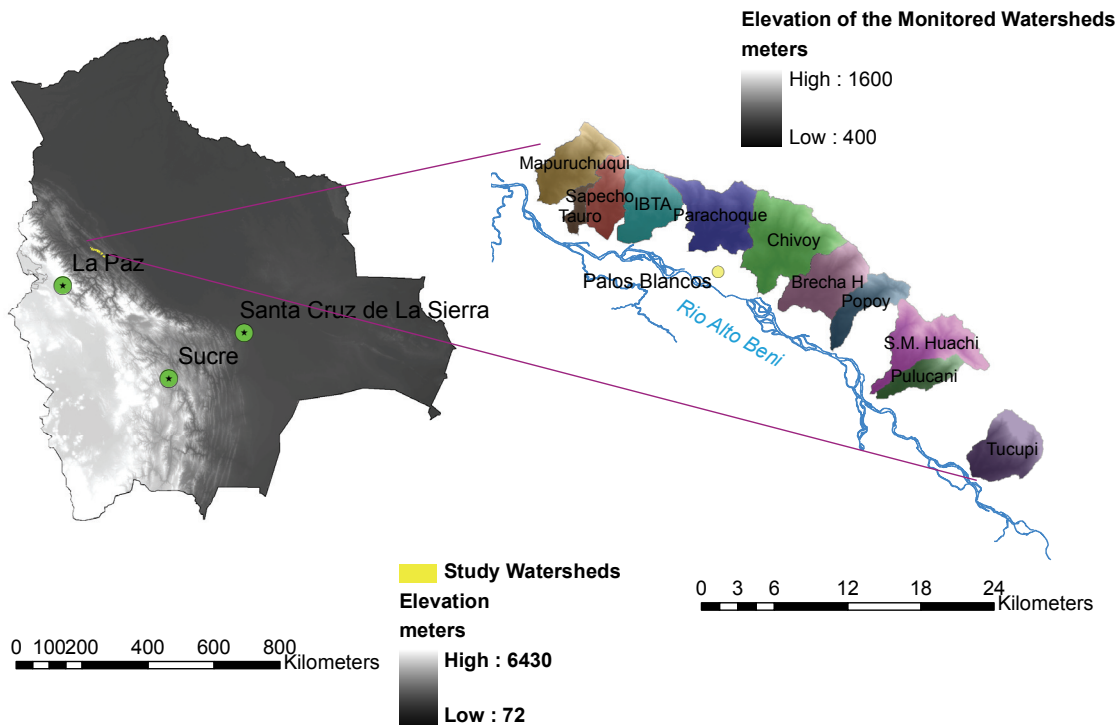 Elevation of the Monitored Watersheds
meters
High : 1600
Low : 400
Mapuruchuqui
Sapecho
Tauro
IBTA
Parachoque
Chivoy
Palos Blancos
Brecha H
Popoy
Rio Alto Beni
S.M. Huachi
Pulucani
Tucupi
La Paz
Santa Cruz de La Sierra
Sucre
Study Watersheds
Elevation
meters
High : 6430
Low : 72
0 3 6 12 18 24
Kilometers
0 100 200 400 600 800
Kilometers